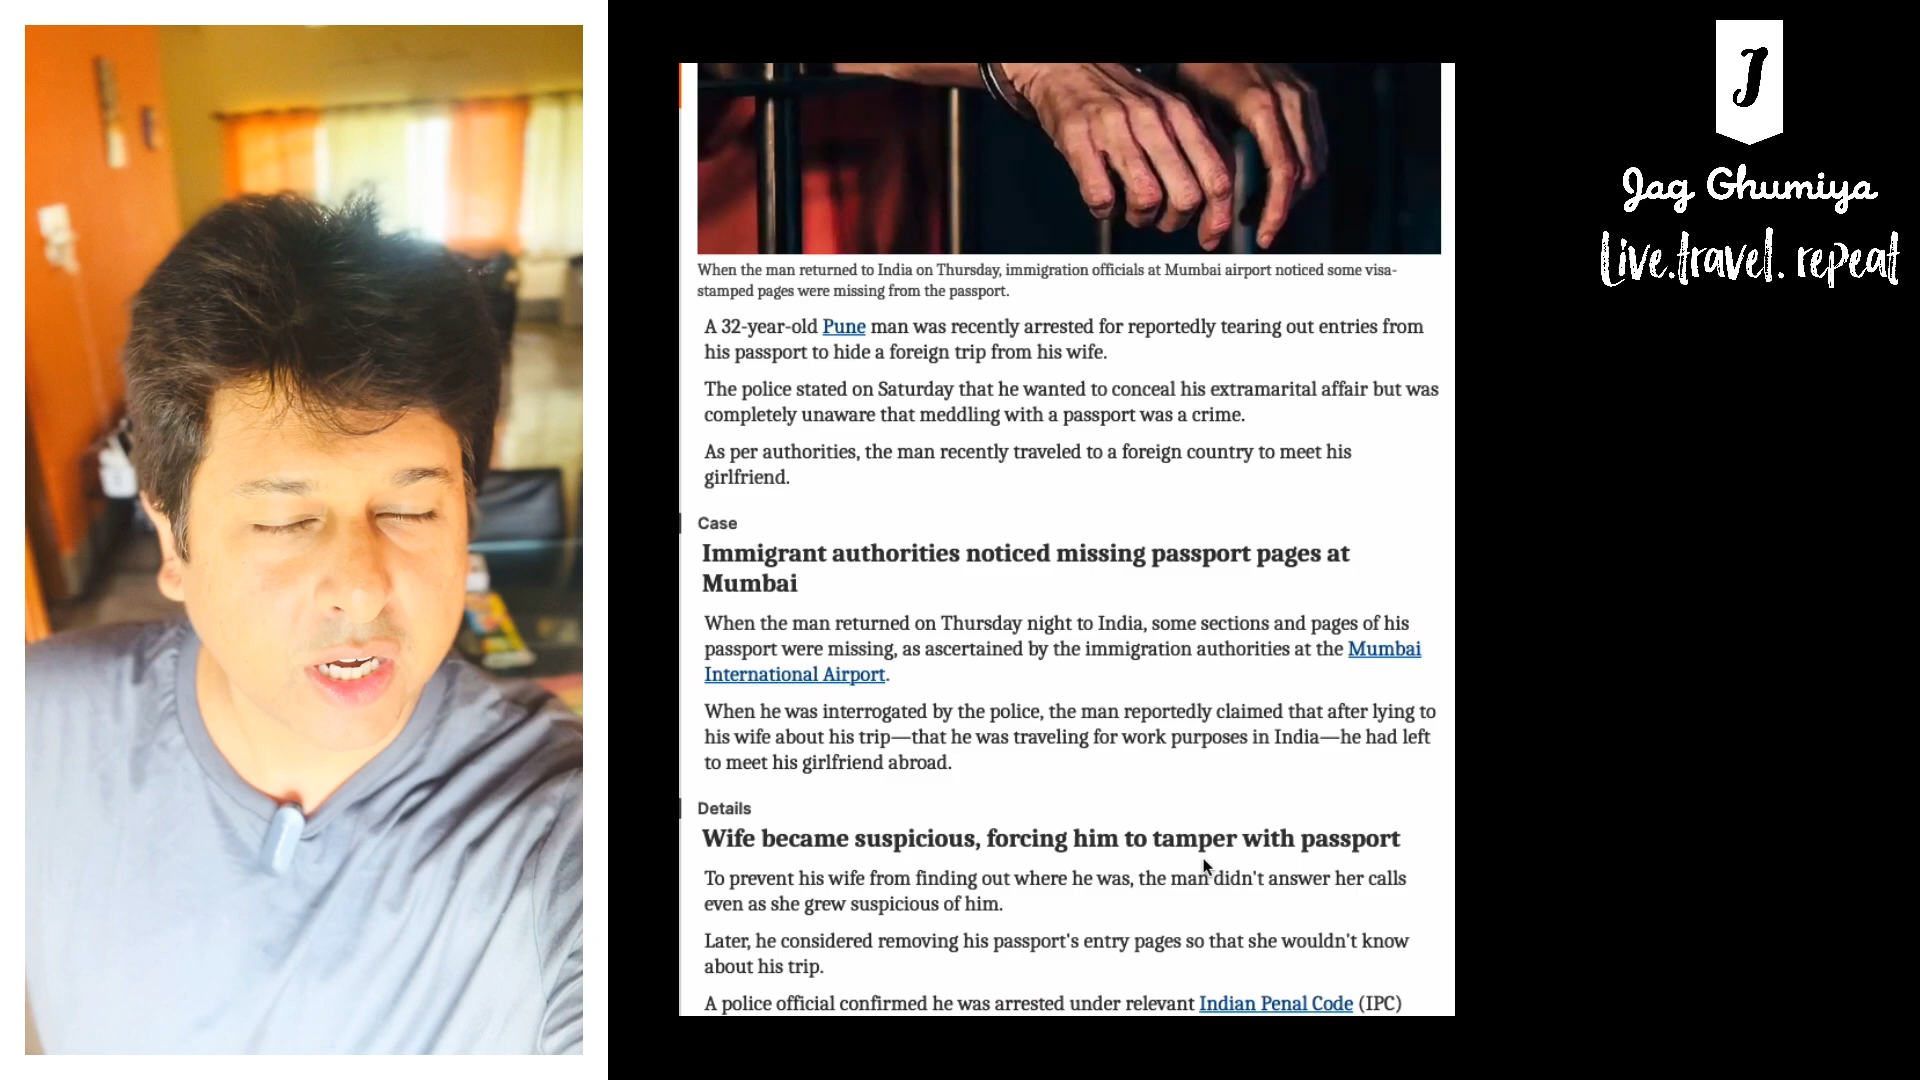 J
Jag Ghumiya
Live.travel. repeat
When the man returned to India on Thursday, immigration officials at Mumbai airport noticed some visa-
stamped pages were missing from the passport.
A 32-year-old Pune man was recently arrested for reportedly tearing out entries from
his passport to hide a foreign trip from his wife.
The police stated on Saturday that he wanted to conceal his extramarital affair but was
completely unaware that meddling with a passport was a crime.
As per authorities, the man recently traveled to a foreign country to meet his
girlfriend.
Case
Immigrant authorities noticed missing passport pages at
Mumbai
When the man returned on Thursday night to India, some sections and pages of his
passport were missing, as ascertained by the immigration authorities at the Mumbai
International Airport.
When he was interrogated by the police, the man reportedly claimed that after lying to
his wife about his trip—that he was traveling for work purposes in India—he had left
to meet his girlfriend abroad.
Details
Wife became suspicious, forcing him to tamper with passport
To prevent his wife from finding out where he was, the man didn't answer her calls
even as she grew suspicious of him.
Later, he considered removing his passport's entry pages so that she wouldn't know
about his trip.
A police official confirmed he was arrested under relevant Indian Penal Code (IPC)